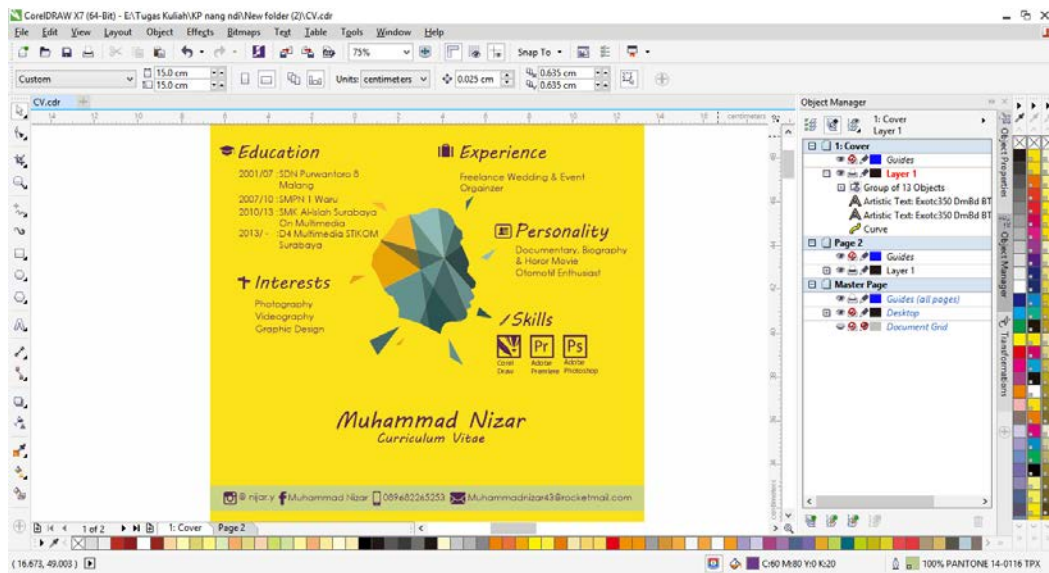 CorelDRAW X7 (64-Bit) - E:\Tugas Kuliah\KP nang ndi\New folder (2)\CV.cdr
File Edit View Layout Object Effects Bitmaps Text Table Tools Window Help
75% Snap To
Custom 15.0 cm 15.0 cm Units: centimeters 0.025 cm 0.635 cm 0.635 cm
CV.cdr
centimeters
Education
2001/07 :SDN Purwantoro 8
Malang
2007/10 :SMPN 1 Waru
2010/13 :SMK Al-Islah Surabaya
On Multimedia
2013/ - :D4 Multimedia STIKOM
Surabaya
Interests
Photography
Videography
Graphic Design
Experience
Freelance Wedding & Event
Orgainzer
Personality
Documentary, Biography
& Horor Movie
Otomotif Enthusiast
Skills
Pr Ps
Corel Draw
Adobe Premiere
Adobe Photoshop
Muhammad Nizar
Curriculum Vitae
@ nijar.y Muhammad Nizar 089682265253 Muhammadnizar43@rocketmail.com
Object Manager
1: Cover
Layer 1
1: Cover
Guides
Layer 1
Group of 13 Objects
Artistic Text: Exotc350 DmBd BT
Artistic Text: Exotc350 DmBd BT
Curve
Page 2
Guides
Layer 1
Master Page
Guides (all pages)
Desktop
Document Grid
Object Properties
Object Manager
Transformations
1 of 2 1: Cover Page 2
( 16.673, 49.003 ) C:60 M:80 Y:0 K:20 100% PANTONE 14-0116 TPX